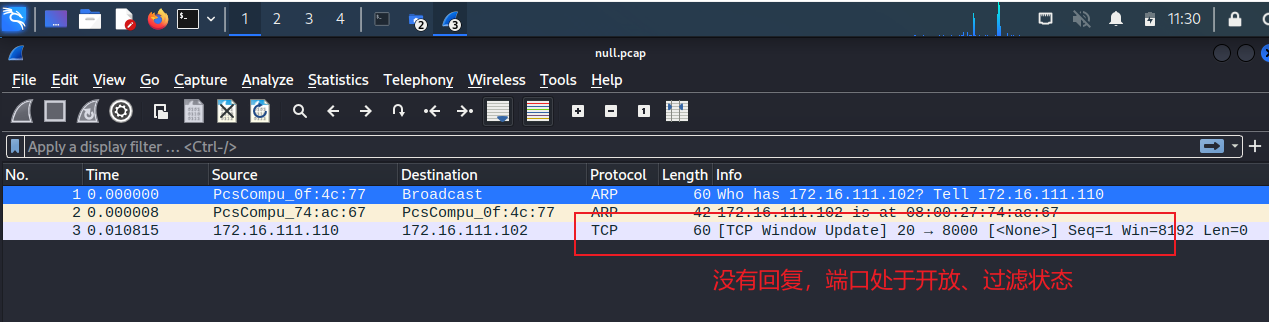 1 2 3 4 2 3 11:30
null.pcap
File Edit View Go Capture Analyze Statistics Telephony Wireless Tools Help
Apply a display filter … <Ctrl-/>
No. Time Source Destination Protocol Length Info
1 0.000000 PcsCompu_0f:4c:77 Broadcast ARP 60 Who has 172.16.111.102? Tell 172.16.111.110
2 0.000008 PcsCompu_74:ac:67 PcsCompu_0f:4c:77 ARP 42 172.16.111.102 is at 08:00:27:74:ac:67
3 0.010815 172.16.111.110 172.16.111.102 TCP 60 [TCP Window Update] 20 → 8000 [<None>] Seq=1 Win=8192 Len=0
没有回复，端口处于开放、过滤状态